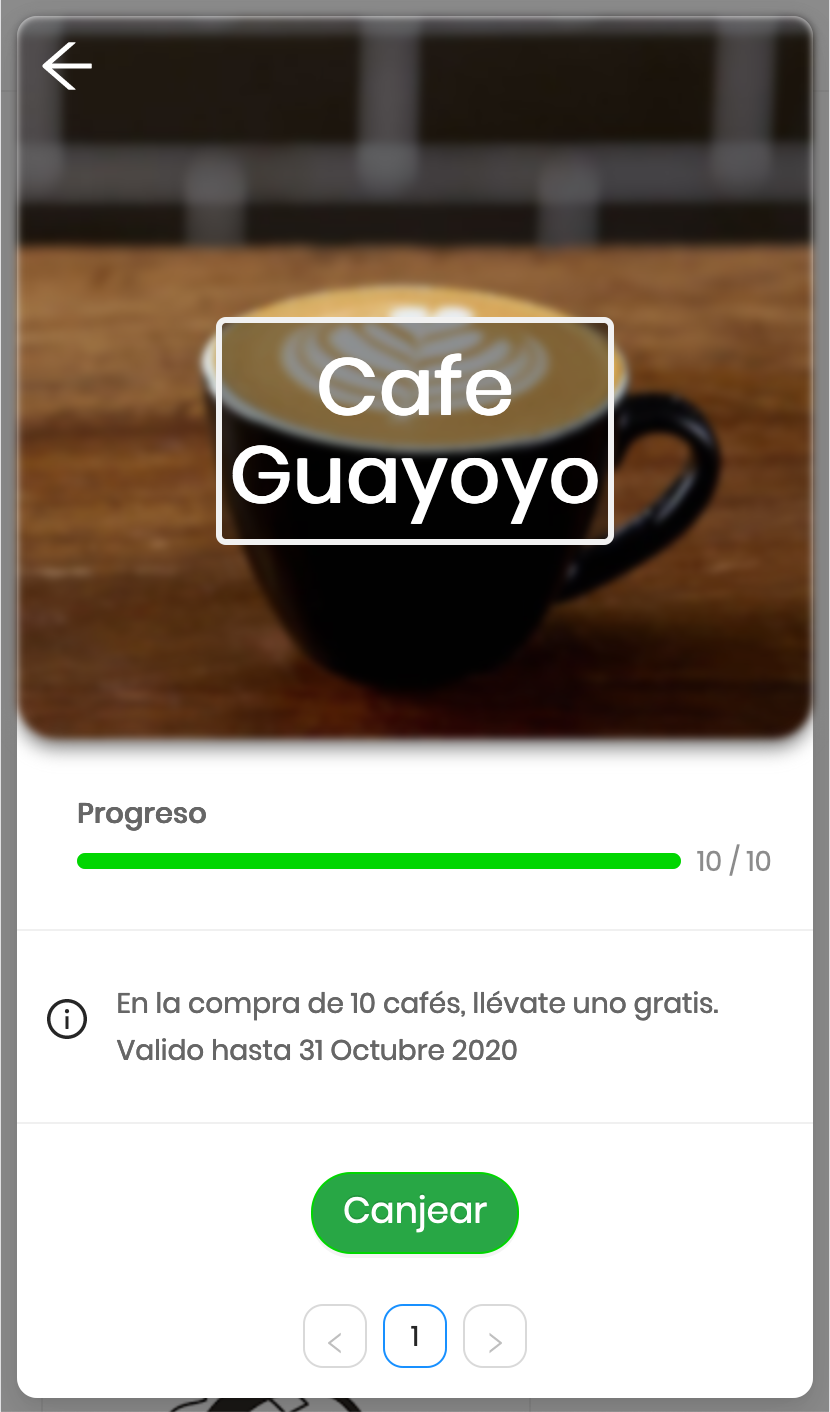 Cafe
Guayoyo
Progreso
10 / 10
En la compra de 10 cafés, llévate uno gratis.
Valido hasta 31 Octubre 2020
Canjear
< 1 >